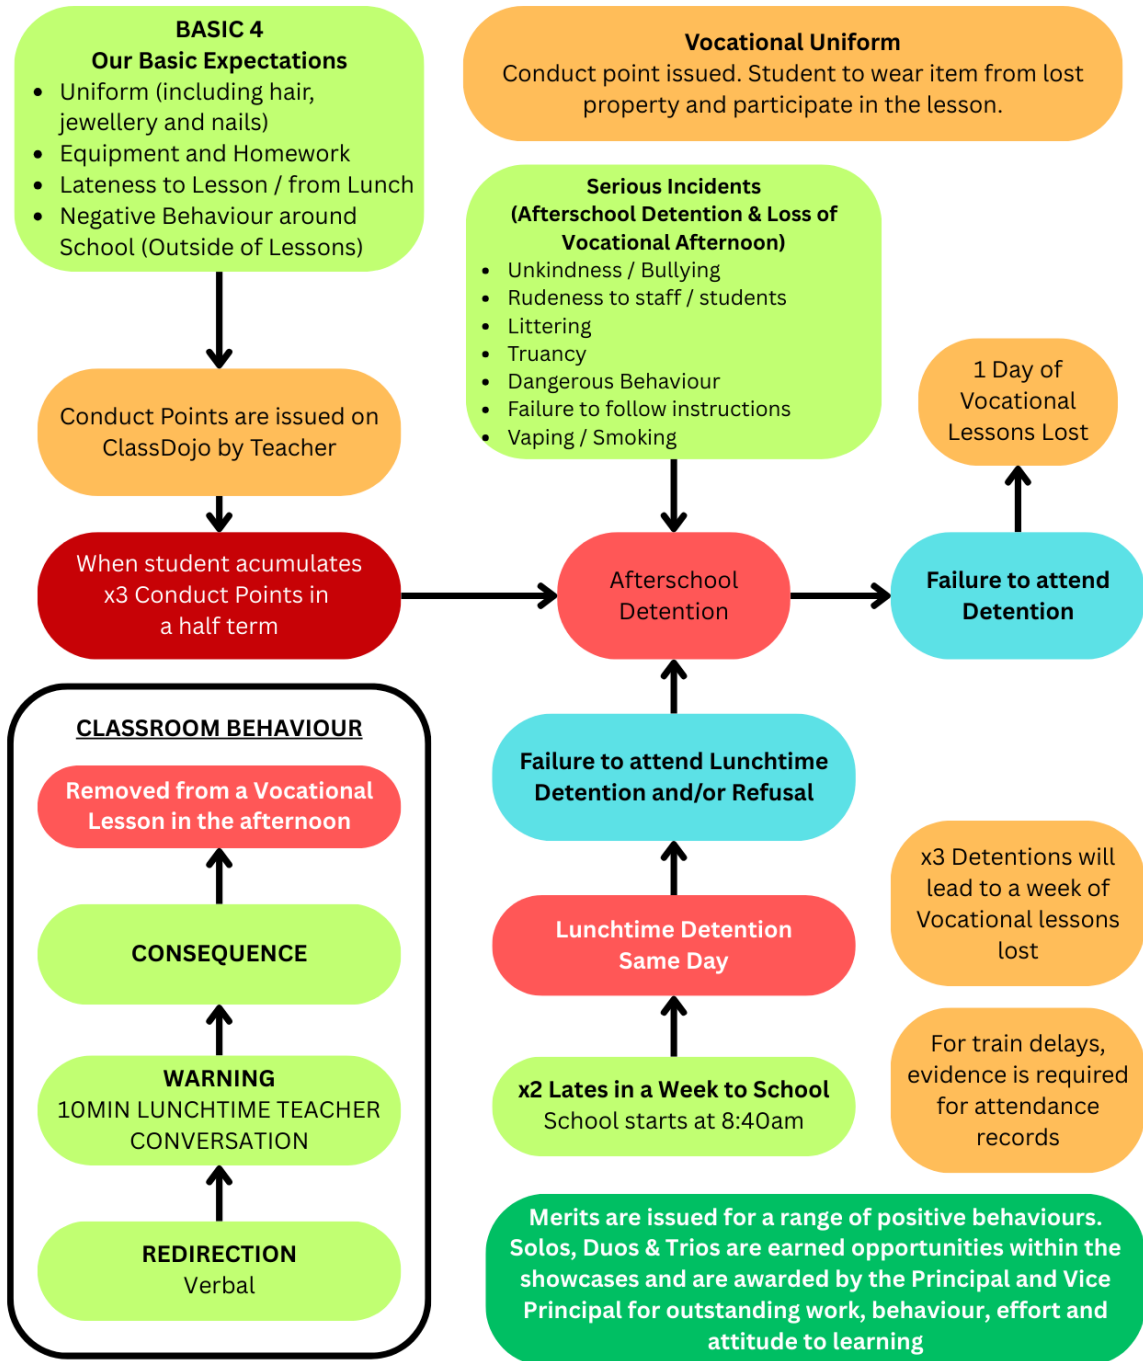 BASIC 4
Our Basic Expectations
• Uniform (including hair,
jewellery and nails)
• Equipment and Homework
• Lateness to Lesson / from Lunch
• Negative Behaviour around
School (Outside of Lessons)
Vocational Uniform
Conduct point issued. Student to wear item from lost
property and participate in the lesson.
Serious Incidents
(Afterschool Detention & Loss of
Vocational Afternoon)
• Unkindness / Bullying
• Rudeness to staff / students
• Littering
• Truancy
• Dangerous Behaviour
• Failure to follow instructions
• Vaping / Smoking
1 Day of
Vocational
Lessons Lost
Conduct Points are issued on
ClassDojo by Teacher
When student acumulates
x3 Conduct Points in
a half term
Afterschool
Detention
Failure to attend
Detention
CLASSROOM BEHAVIOUR
Removed from a Vocational
Lesson in the afternoon
CONSEQUENCE
WARNING
10MIN LUNCHTIME TEACHER
CONVERSATION
REDIRECTION
Verbal
Failure to attend Lunchtime
Detention and/or Refusal
Lunchtime Detention
Same Day
x2 Lates in a Week to School
School starts at 8:40am
x3 Detentions will
lead to a week of
Vocational lessons
lost
For train delays,
evidence is required
for attendance
records
Merits are issued for a range of positive behaviours.
Solos, Duos & Trios are earned opportunities within the
showcases and are awarded by the Principal and Vice
Principal for outstanding work, behaviour, effort and
attitude to learning